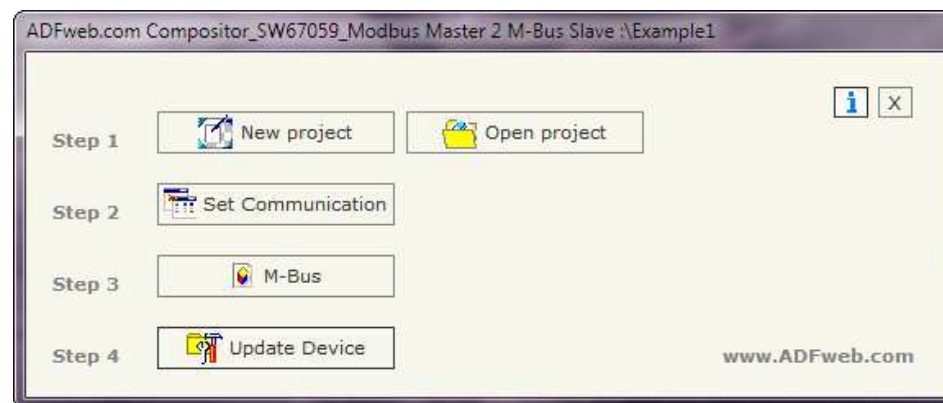 ADFweb.com Compositor_SW67059_Modbus Master 2 M-Bus Slave :\Example1
i X
Step 1 New project Open project
Step 2 Set Communication
Step 3 M-Bus
Step 4 Update Device
www.ADFweb.com